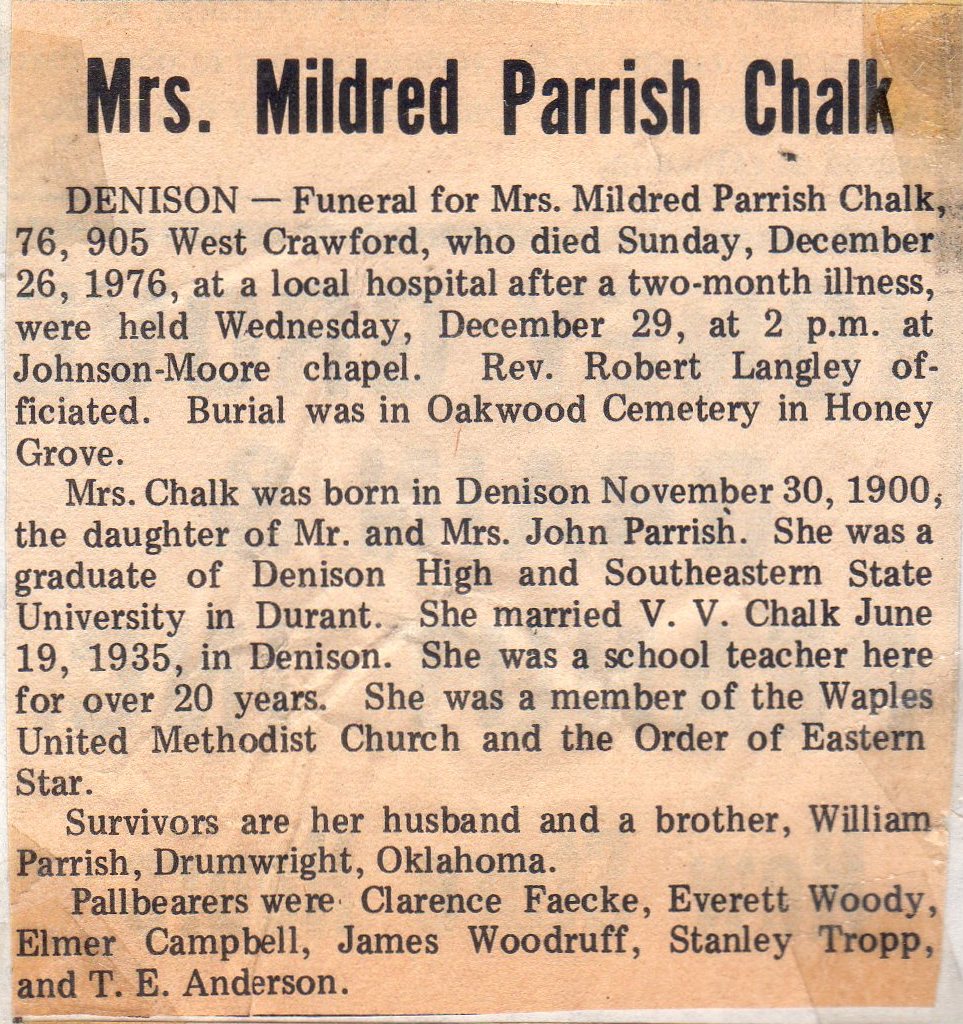 Mrs. Mildred Parrish Chalk
DENISON — Funeral for Mrs. Mildred Parrish Chalk,
76, 905 West Crawford, who died Sunday, December
26, 1976, at a local hospital after a two-month illness,
were held Wednesday, December 29, at 2 p.m. at
Johnson-Moore chapel. Rev. Robert Langley of-
ficiated. Burial was in Oakwood Cemetery in Honey
Grove.
Mrs. Chalk was born in Denison November 30, 1900,
the daughter of Mr. and Mrs. John Parrish. She was a
graduate of Denison High and Southeastern State
University in Durant. She married V. V. Chalk June
19, 1935, in Denison. She was a school teacher here
for over 20 years. She was a member of the Waples
United Methodist Church and the Order of Eastern
Star.
Survivors are her husband and a brother, William
Parrish, Drumwright, Oklahoma.
Pallbearers were Clarence Faecke, Everett Woody,
Elmer Campbell, James Woodruff, Stanley Tropp,
and T. E. Anderson.